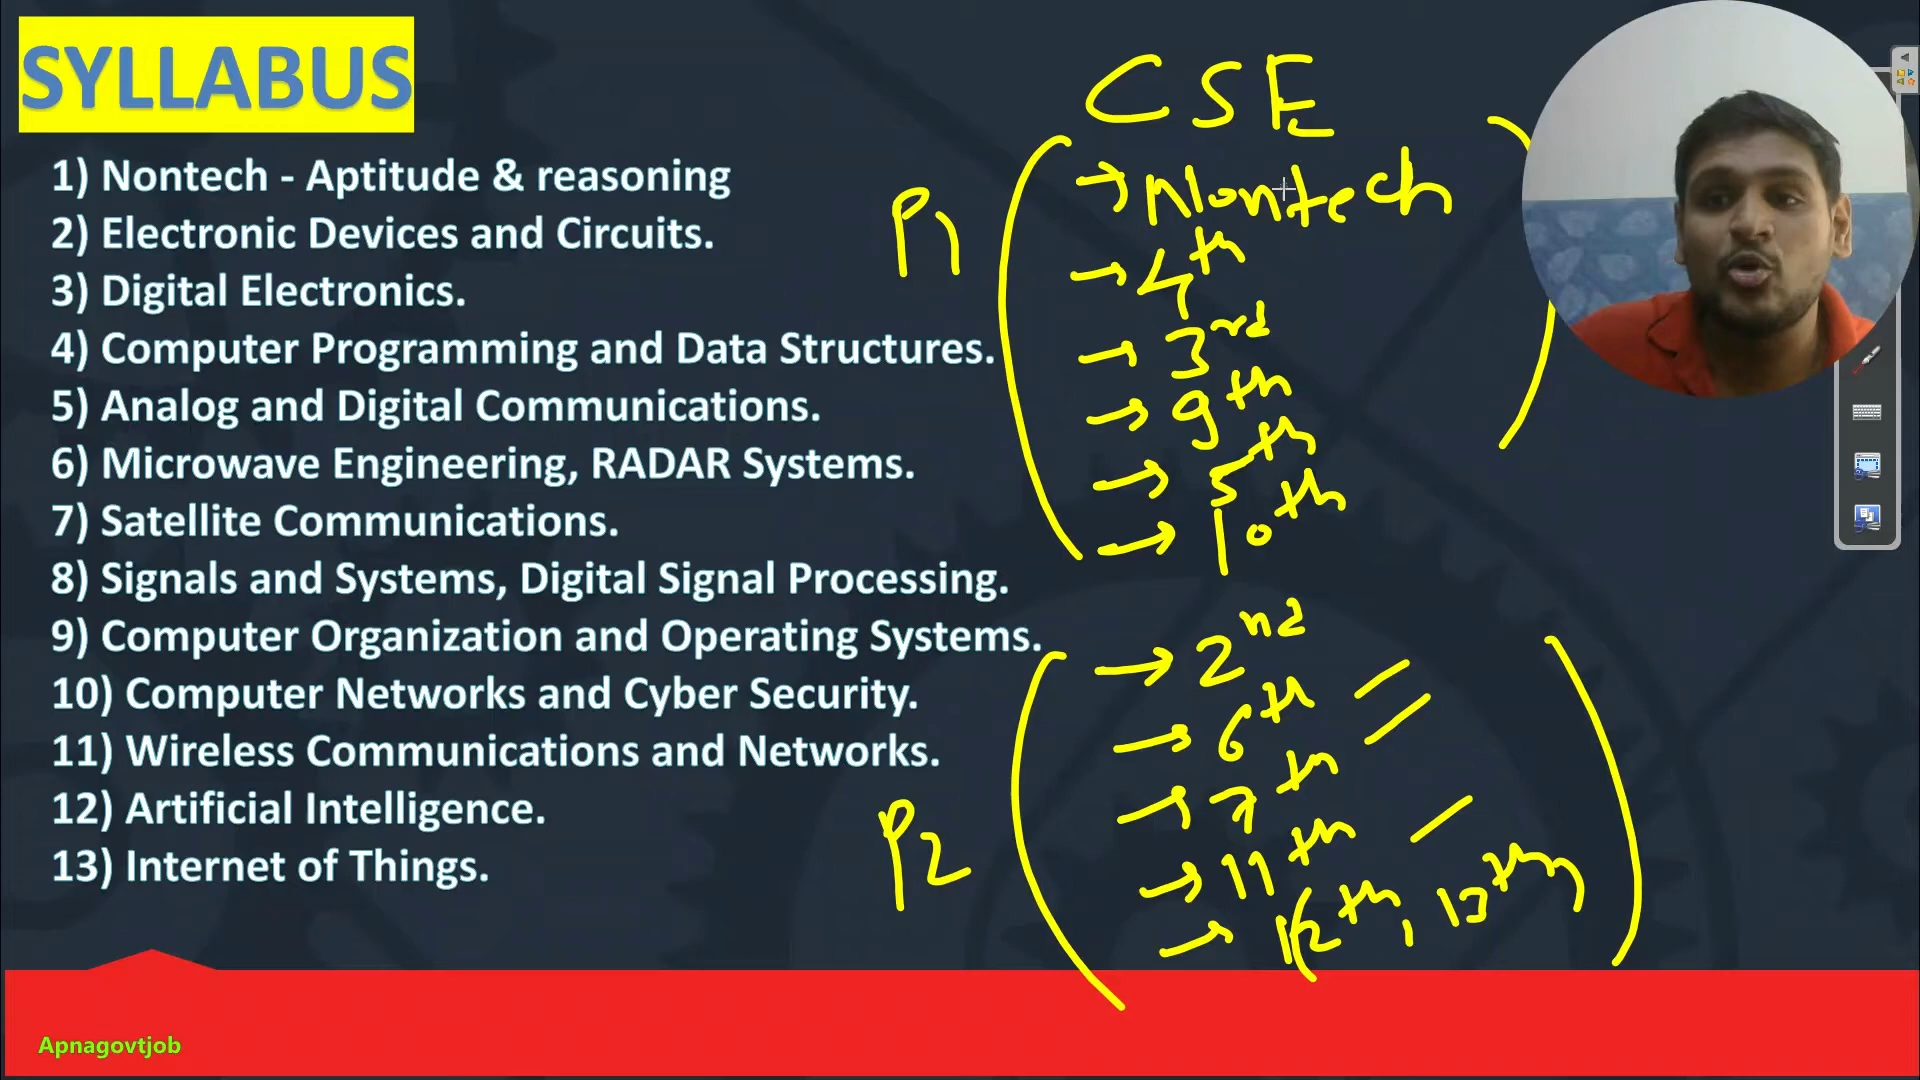 SYLLABUS
1) Nontech - Aptitude & reasoning
2) Electronic Devices and Circuits.
3) Digital Electronics.
4) Computer Programming and Data Structures.
5) Analog and Digital Communications.
6) Microwave Engineering, RADAR Systems.
7) Satellite Communications.
8) Signals and Systems, Digital Signal Processing.
9) Computer Organization and Operating Systems.
10) Computer Networks and Cyber Security.
11) Wireless Communications and Networks.
12) Artificial Intelligence.
13) Internet of Things.
CSE
P1
→ Nontech
→ 4th
→ 3rd
→ 9th
→ 5th
→ 10th
P2
→ 2nd
→ 6th
→ 7th
→ 11th
→ 12th, 13th
Apnagovtjob